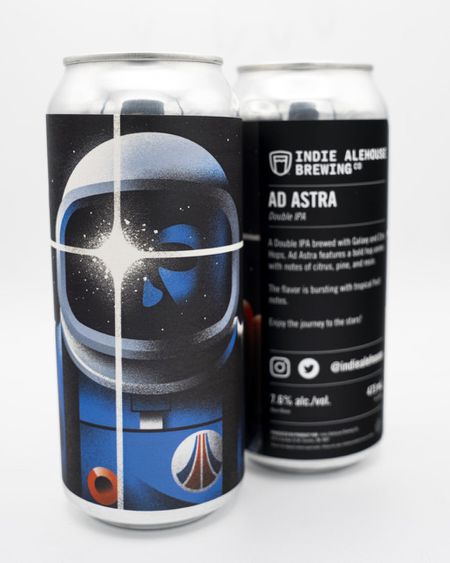 INDIE ALEHOUSE
BREWING CO
AD ASTRA
Double IPA
A Double IPA brewed with Galaxy and
Hops, Ad Astra features a bold hop
with notes of citrus, pine, and resin.
The flavor is bursting with tropical fruit
notes.
Enjoy the journey to the stars!
@indiealehouse
7.6% alc./vol.